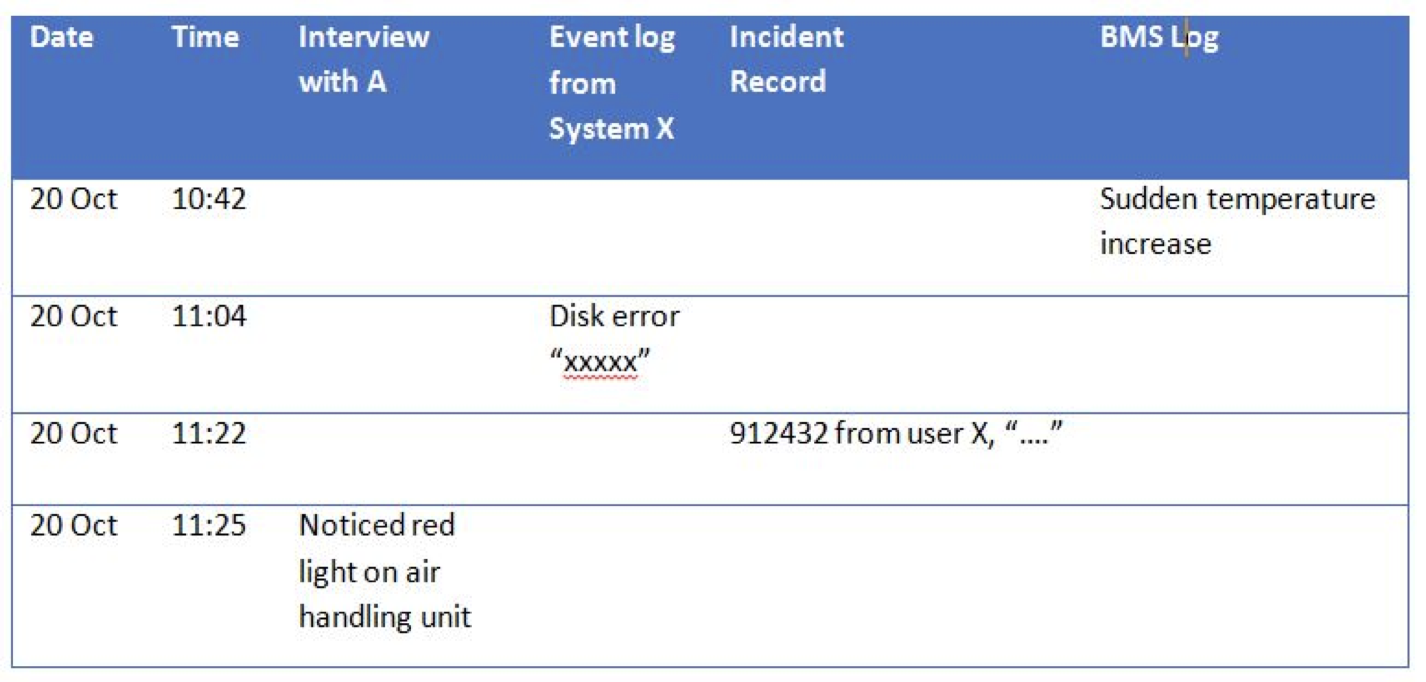 Date Time Interview with A Event log from System X Incident Record BMS Log
20 Oct 10:42 Sudden temperature increase
20 Oct 11:04 Disk error “xxxxx”
20 Oct 11:22 912432 from user X, “....”
20 Oct 11:25 Noticed red light on air handling unit